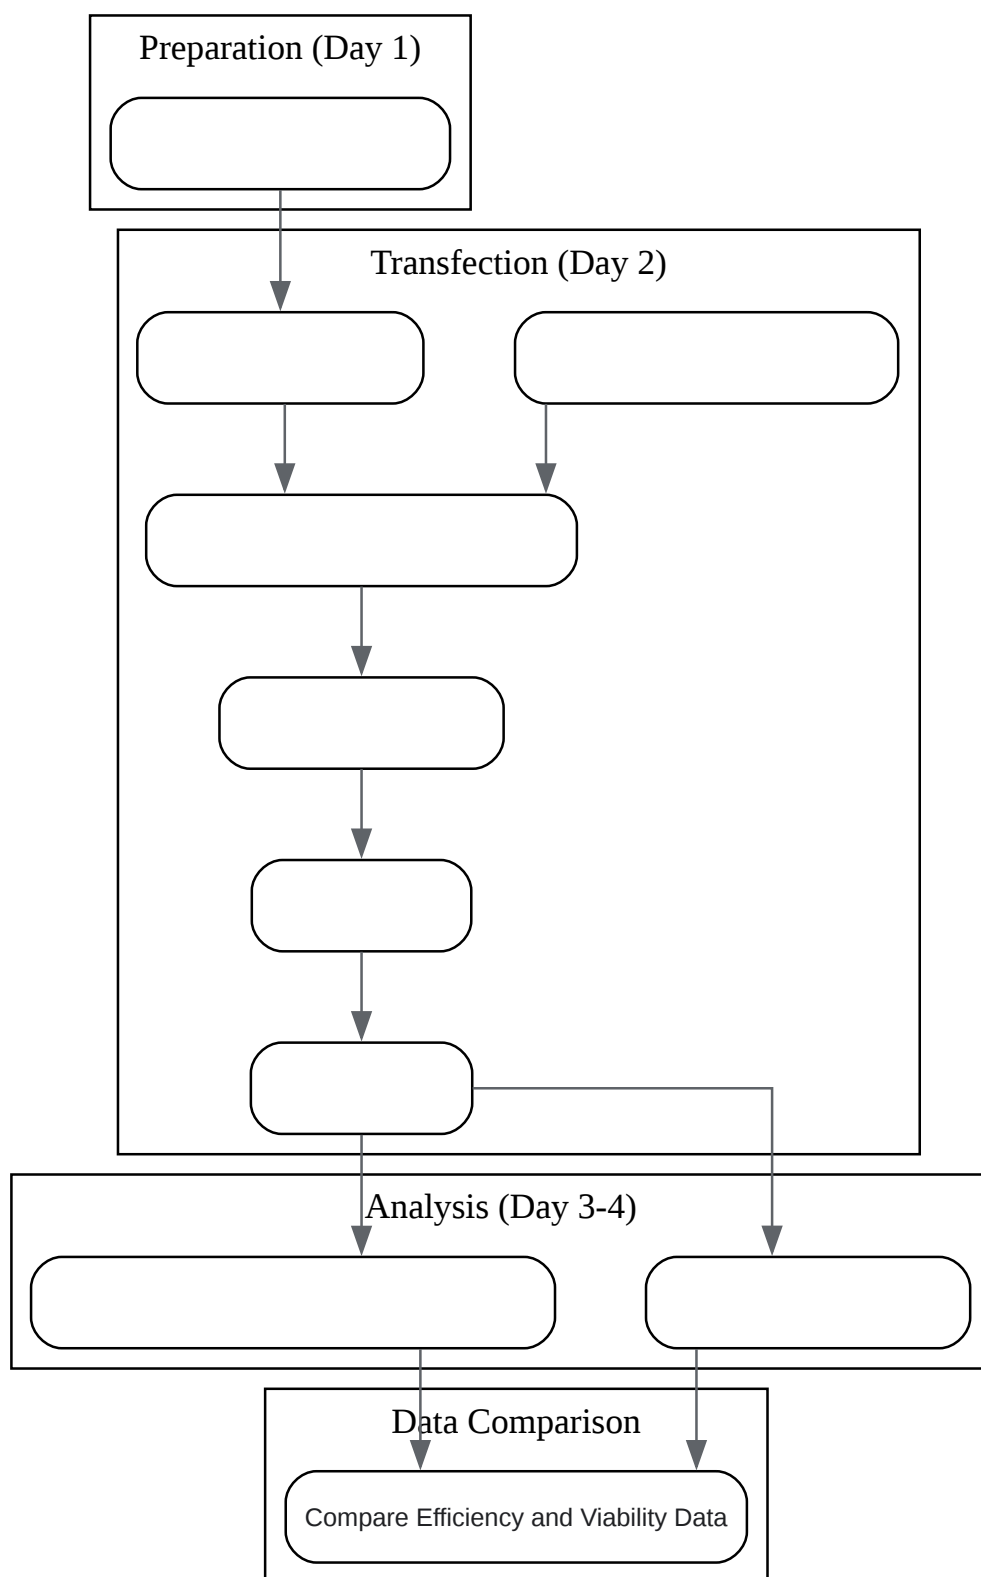 Preparation (Day 1)
Transfection (Day 2)
Analysis (Day 3-4)
Data Comparison
Compare Efficiency and Viability Data